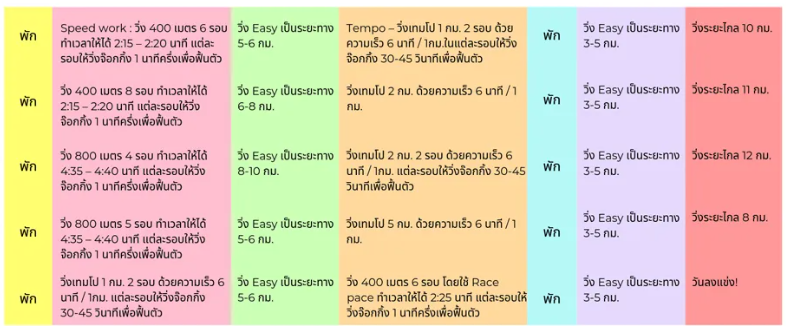 พัก
Speed work : วิ่ง 400 เมตร 6 รอบ
ทำเวลาให้ได้ 2:15 – 2:20 นาที แต่ละ
รอบให้วิ่งจ๊อกกิ้ง 1 นาทีครึ่งเพื่อฟื้นตัว
วิ่ง Easy เป็นระยะทาง
5-6 กม.
Tempo – วิ่งเทมโป 1 กม. 2 รอบ ด้วย
ความเร็ว 6 นาที / 1กม.ในแต่ละรอบให้วิ่ง
จ๊อกกิ้ง 30-45 วินาทีเพื่อฟื้นตัว
พัก
วิ่ง Easy เป็นระยะทาง
3-5 กม.
วิ่งระยะไกล 10 กม.
พัก
วิ่ง 400 เมตร 8 รอบ ทำเวลาให้ได้
2:15 – 2:20 นาที แต่ละรอบให้วิ่ง
จ๊อกกิ้ง 1 นาทีครึ่งเพื่อฟื้นตัว
วิ่ง Easy เป็นระยะทาง
6-8 กม.
วิ่งเทมโป 2 กม. ด้วยความเร็ว 6 นาที / 1
กม.
พัก
วิ่ง Easy เป็นระยะทาง
3-5 กม.
วิ่งระยะไกล 11 กม.
พัก
วิ่ง 800 เมตร 4 รอบ ทำเวลาให้ได้
4:35 – 4:40 นาที แต่ละรอบให้วิ่ง
จ๊อกกิ้ง 1 นาทีครึ่งเพื่อฟื้นตัว
วิ่ง Easy เป็นระยะทาง
8-10 กม.
วิ่งเทมโป 2 กม. 2 รอบ ด้วยความเร็ว 6
นาที / 1กม. แต่ละรอบให้วิ่งจ๊อกกิ้ง 30-45
วินาทีเพื่อฟื้นตัว
พัก
วิ่ง Easy เป็นระยะทาง
3-5 กม.
วิ่งระยะไกล 12 กม.
พัก
วิ่ง 800 เมตร 5 รอบ ทำเวลาให้ได้
4:35 – 4:40 นาที แต่ละรอบให้วิ่ง
จ๊อกกิ้ง 1 นาทีครึ่งเพื่อฟื้นตัว
วิ่ง Easy เป็นระยะทาง
5-6 กม.
วิ่งเทมโป 5 กม. ด้วยความเร็ว 6 นาที / 1
กม.
พัก
วิ่ง Easy เป็นระยะทาง
3-5 กม.
วิ่งระยะไกล 8 กม.
พัก
วิ่งเทมโป 1 กม. 2 รอบ ด้วยความเร็ว 6
นาที / 1กม. แต่ละรอบให้วิ่งจ๊อกกิ้ง
30-45 วินาทีเพื่อฟื้นตัว
วิ่ง Easy เป็นระยะทาง
5-6 กม.
วิ่ง 400 เมตร 6 รอบ โดยใช้ Race
pace ทำเวลาให้ได้ 2:25 นาที แต่ละรอบให้
วิ่งจ๊อกกิ้ง 1 นาทีครึ่งเพื่อฟื้นตัว
พัก
วิ่ง Easy เป็นระยะทาง
3-5 กม.
วันลงแข่ง!